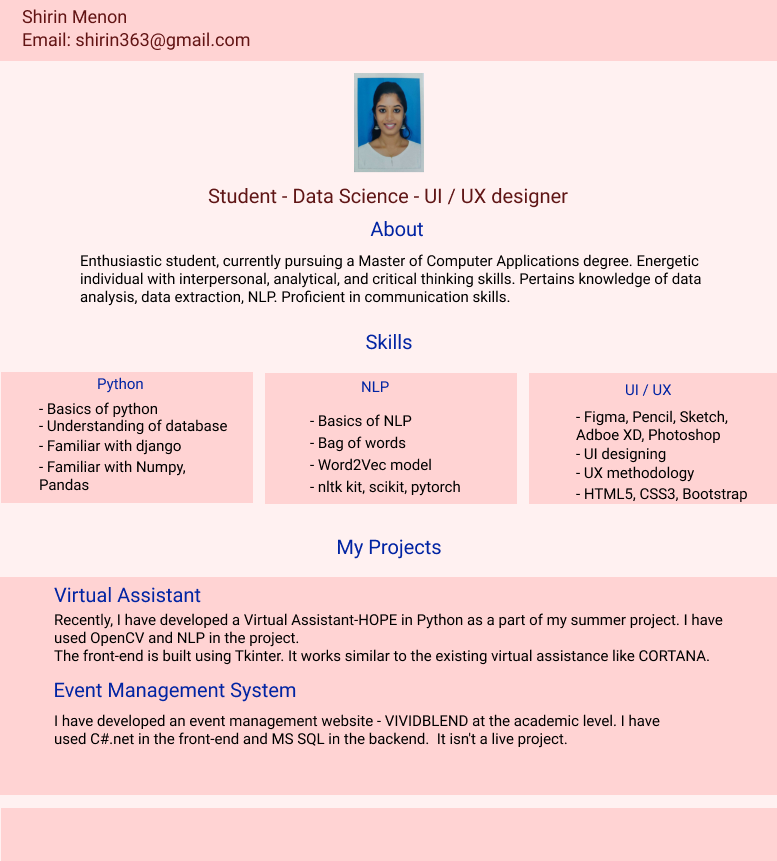 Shirin Menon
Email: shirin363@gmail.com
Student - Data Science - UI / UX designer
About
Enthusiastic student, currently pursuing a Master of Computer Applications degree. Energetic
individual with interpersonal, analytical, and critical thinking skills. Pertains knowledge of data
analysis, data extraction, NLP. Proficient in communication skills.
Skills
Python
- Basics of python
- Understanding of database
- Familiar with django
- Familiar with Numpy,
Pandas
NLP
- Basics of NLP
- Bag of words
- Word2Vec model
- nltk kit, scikit, pytorch
UI / UX
- Figma, Pencil, Sketch,
Adboe XD, Photoshop
- UI designing
- UX methodology
- HTML5, CSS3, Bootstrap
My Projects
Virtual Assistant
Recently, I have developed a Virtual Assistant-HOPE in Python as a part of my summer project. I have
used OpenCV and NLP in the project.
The front-end is built using Tkinter. It works similar to the existing virtual assistance like CORTANA.
Event Management System
I have developed an event management website - VIVIDBLEND at the academic level. I have
used C#.net in the front-end and MS SQL in the backend.  It isn't a live project.